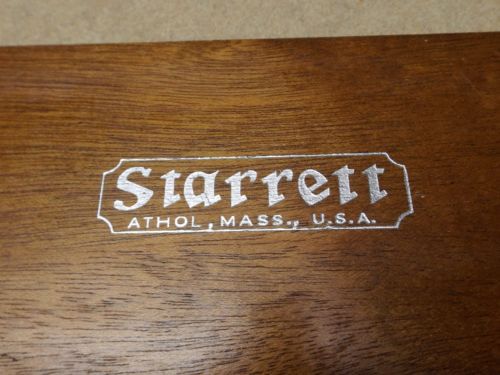 Starrett
ATHOL, MASS., U.S.A.